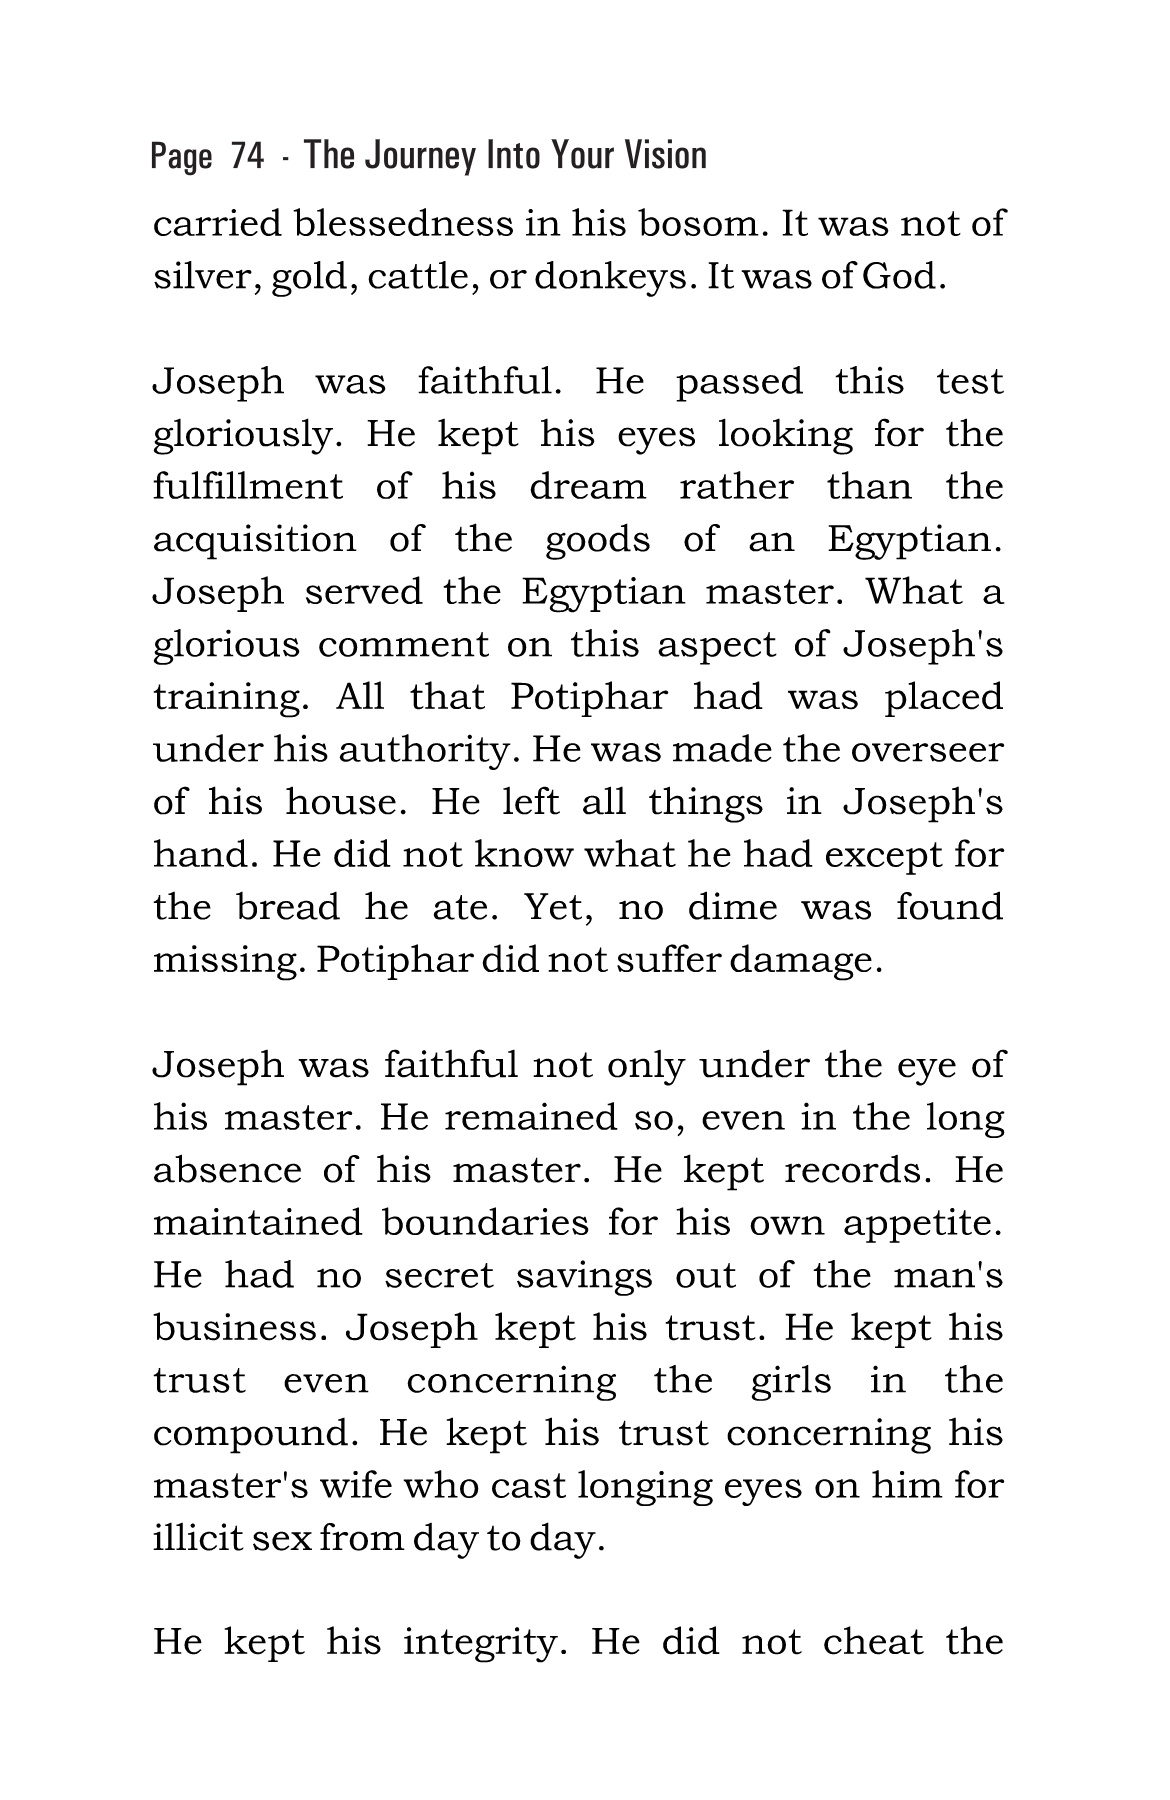 Page 74 - The Journey Into Your Vision
carried blessedness in his bosom. It was not of
silver, gold, cattle, or donkeys. It was of God.
Joseph was faithful. He passed this test
gloriously. He kept his eyes looking for the
fulfillment of his dream rather than the
acquisition of the goods of an Egyptian.
Joseph served the Egyptian master. What a
glorious comment on this aspect of Joseph's
training. All that Potiphar had was placed
under his authority. He was made the overseer
of his house. He left all things in Joseph's
hand. He did not know what he had except for
the bread he ate. Yet, no dime was found
missing. Potiphar did not suffer damage.
Joseph was faithful not only under the eye of
his master. He remained so, even in the long
absence of his master. He kept records. He
maintained boundaries for his own appetite.
He had no secret savings out of the man's
business. Joseph kept his trust. He kept his
trust even concerning the girls in the
compound. He kept his trust concerning his
master's wife who cast longing eyes on him for
illicit sex from day to day.
He kept his integrity. He did not cheat the